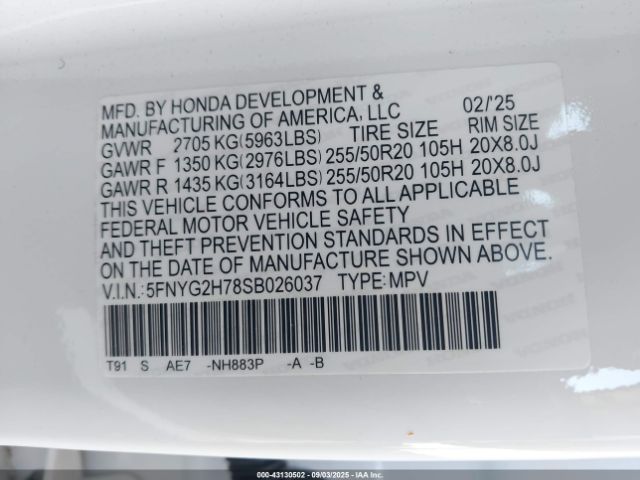 MFD. BY HONDA DEVELOPMENT & 02/'25
MANUFACTURING OF AMERICA, LLC
GVWR 2705 KG(5963LBS) TIRE SIZE RIM SIZE
GAWR F 1350 KG(2976LBS) 255/50R20 105H 20X8.0J
GAWR R 1435 KG(3164LBS) 255/50R20 105H 20X8.0J
THIS VEHICLE CONFORMS TO ALL APPLICABLE
FEDERAL MOTOR VEHICLE SAFETY
AND THEFT PREVENTION STANDARDS IN EFFECT
ON THE DATE OF MANUFACTURE SHOWN ABOVE.
V.I.N.:5FNYG2H78SB026037 TYPE:MPV
T91 S AE7 -NH883P -A -B
000-43130502 - 09/03/2025 - IAAI.COM